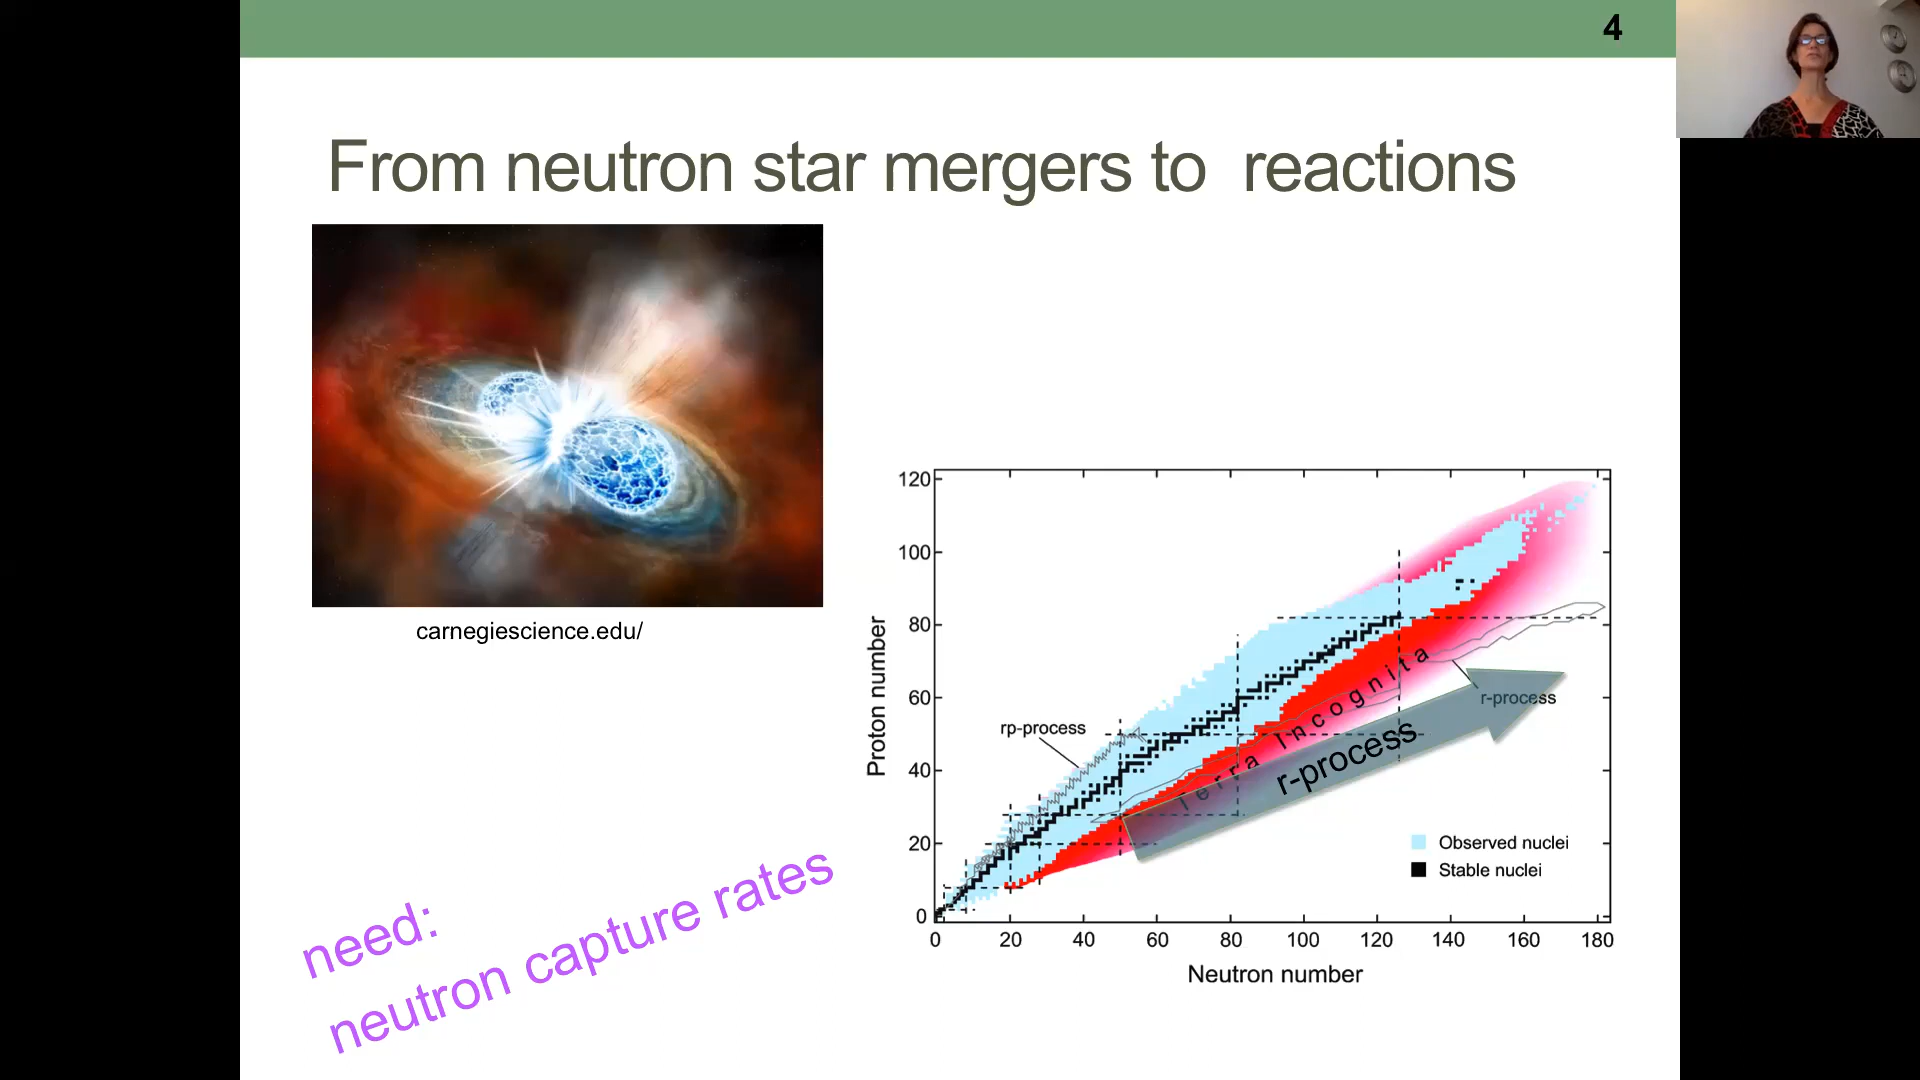 4
From neutron star mergers to  reactions
carnegiescience.edu/
need:
neutron capture rates
120
100
80
60
40
20
0
Proton number
rp-process
Terra Incognita
r-process
r-process
Observed nuclei
Stable nuclei
0 20 40 60 80 100 120 140 160 180
Neutron number